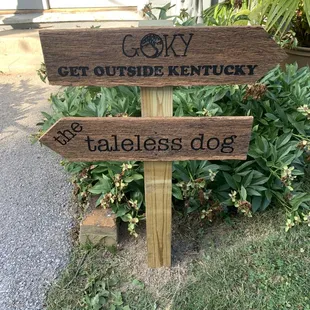 GOKY
GET OUTSIDE KENTUCKY
the taleless dog